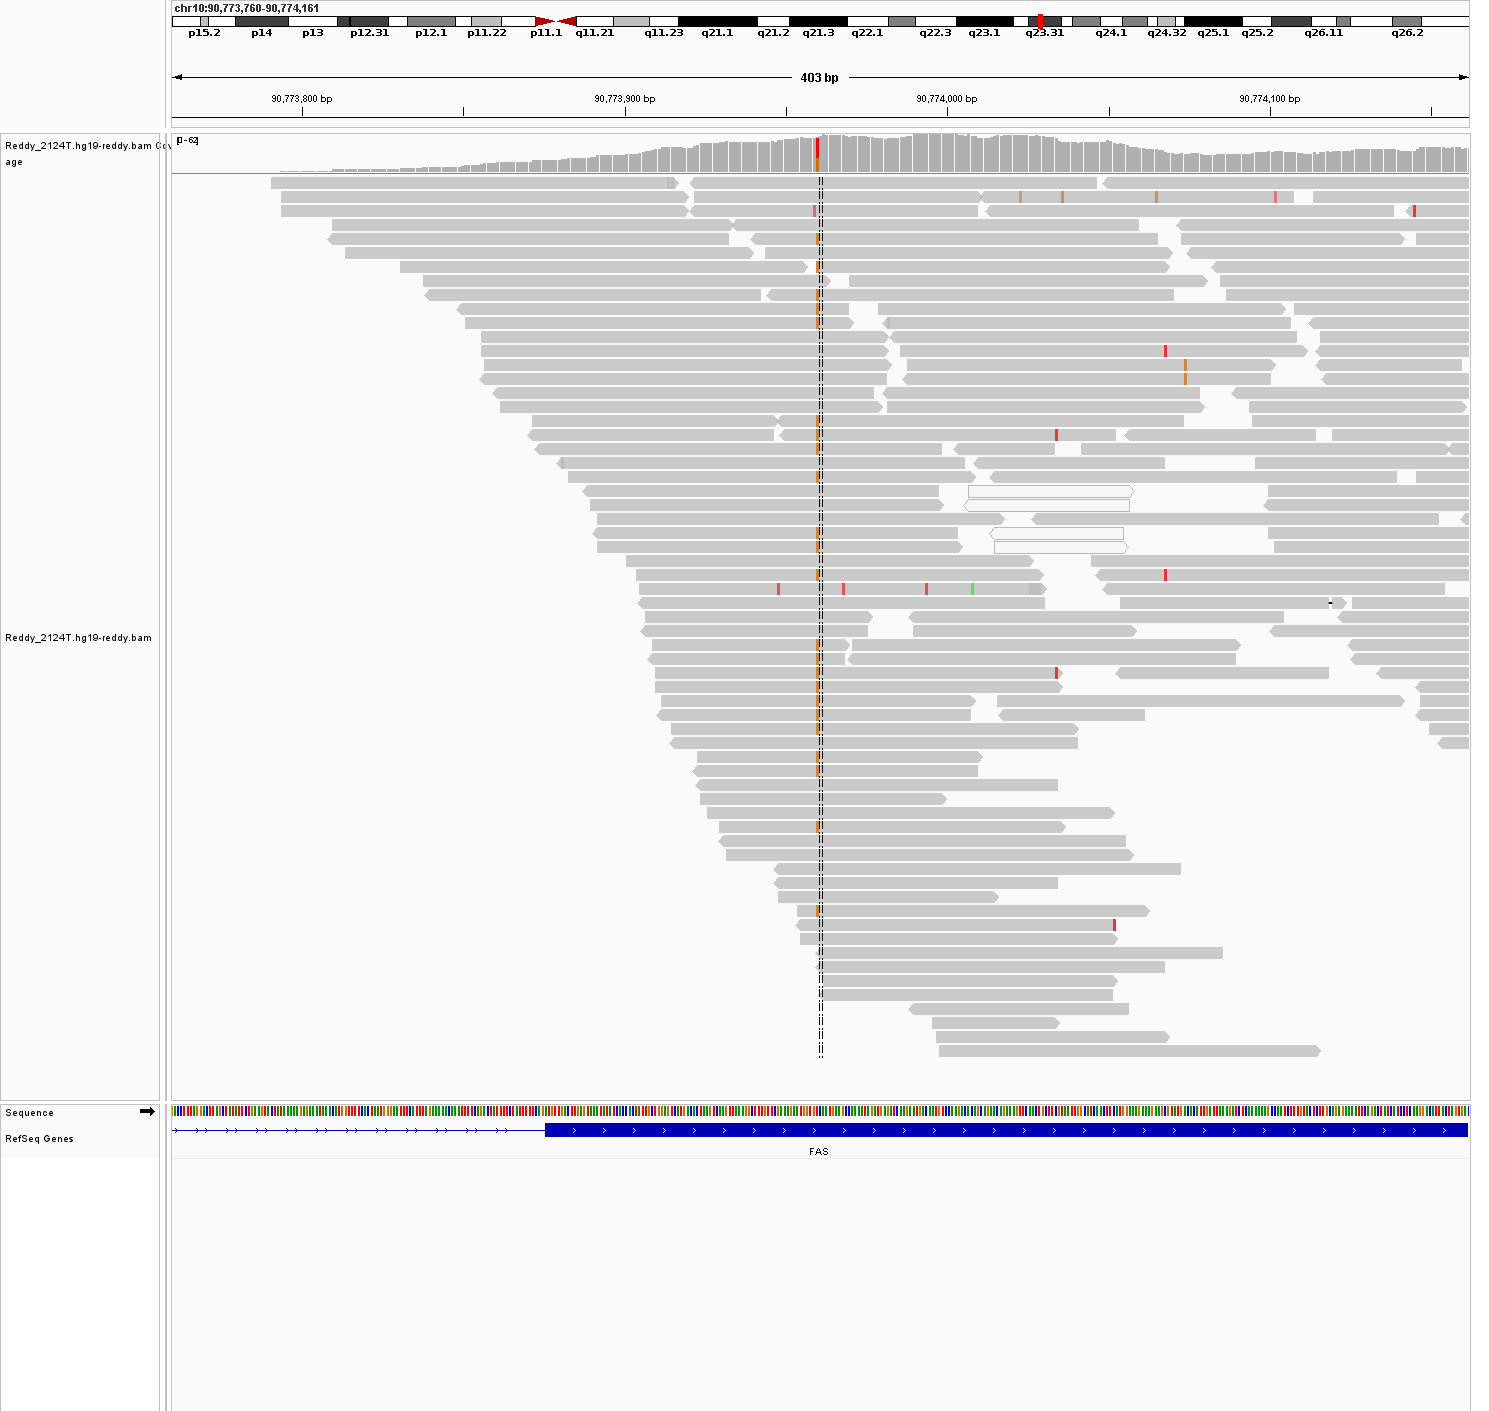 chr10:90,773,760-90,774,161
p15.2 p14 p13 p12.31 p12.1 p11.22 p11.1 q11.21 q11.23 q21.1 q21.2 q21.3 q22.1 q22.3 q23.1 q23.31 q24.1 q24.32 q25.1 q25.2 q26.11 q26.2
403 bp
90,773,800 bp 90,773,900 bp 90,774,000 bp 90,774,100 bp
Reddy_2124T.hg19-reddy.bam Cov
age
[0-62]
Reddy_2124T.hg19-reddy.bam
Sequence
RefSeq Genes
FAS